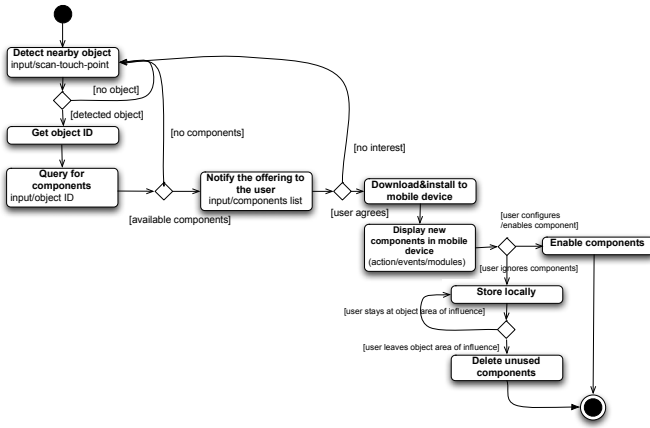 Detect nearby object
input/scan-touch-point
[no object]
[detected object]
Get object ID
Query for
components
input/object ID
[no components]
[available components]
Notify the offering to
the user
input/components list
[no interest]
[user agrees]
Download&install to
mobile device
Display new
components in mobile
device
(action/events/modules)
[user configures
/enables component]
Enable components
[user ignores components]
Store locally
[user stays at object area of influence]
[user leaves object area of influence]
Delete unused
components